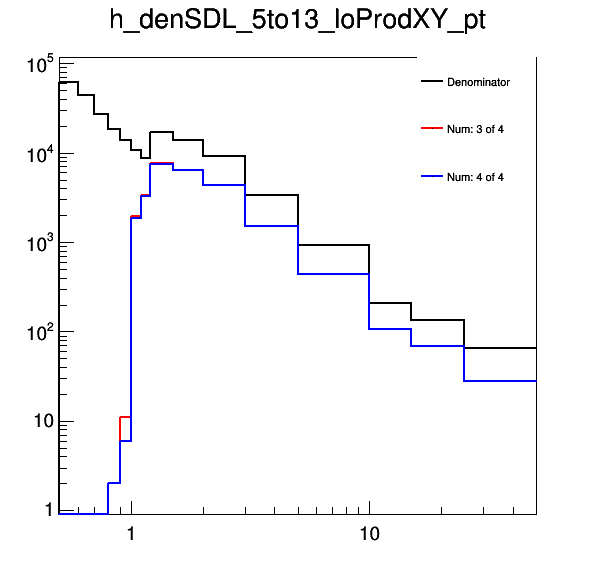 h_denSDL_5to13_loProdXY_pt
10^5
Denominator
Num: 3 of 4
10^4
Num: 4 of 4
10^3
10^2
10
1
1
10